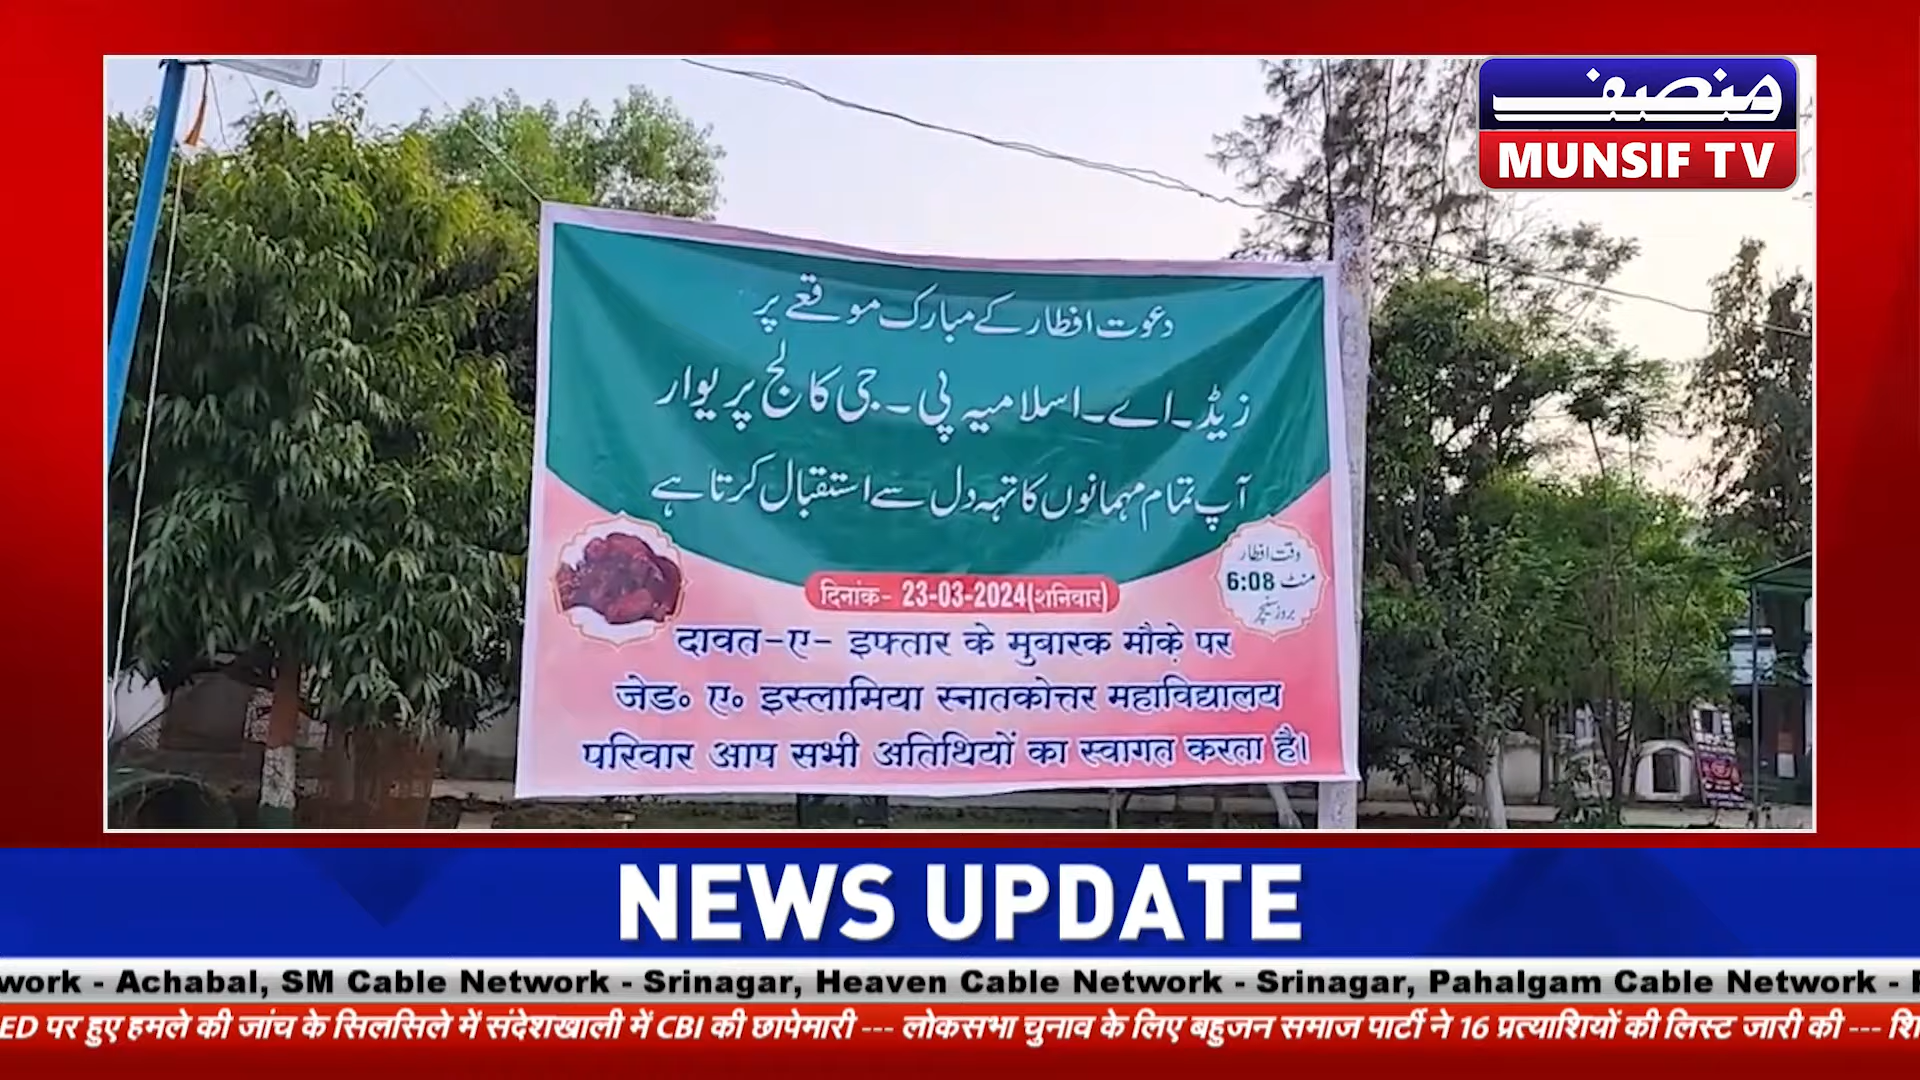 منصف
MUNSIF TV
دعوت افطار کے مبارک موقعے پر
زیڈ۔اے۔اسلامیہ پی۔جی کالج پریوار
آپ تمام مہمانوں کا تہہ دل سے استقبال کرتا ہے
وقت افطار
6:08 منٹ
بروز سنیچر
दिनांक- 23-03-2024(शनिवार)
दावत-ए- इफ्तार के मुबारक मौके़ पर
जेड० ए० इस्लामिया स्नातकोत्तर महाविद्यालय
परिवार आप सभी अतिथियों का स्वागत करता है।
NEWS UPDATE
work - Achabal, SM Cable Network - Srinagar, Heaven Cable Network - Srinagar, Pahalgam Cable Network -
ED पर हुए हमले की जांच के सिलसिले में संदेशखाली में CBI की छापेमारी --- लोकसभा चुनाव के लिए बहुजन समाज पार्टी ने 16 प्रत्याशियों की लिस्ट जारी की --- शि